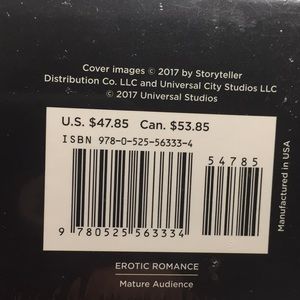 Cover images © 2017 by Storyteller
Distribution Co. LLC and Universal City Studios LLC
© 2017 Universal Studios
U.S. $47.85 Can. $53.85
ISBN 978-0-525-56333-4
54785
9 780525 563334
Manufactured in USA
EROTIC ROMANCE
Mature Audience